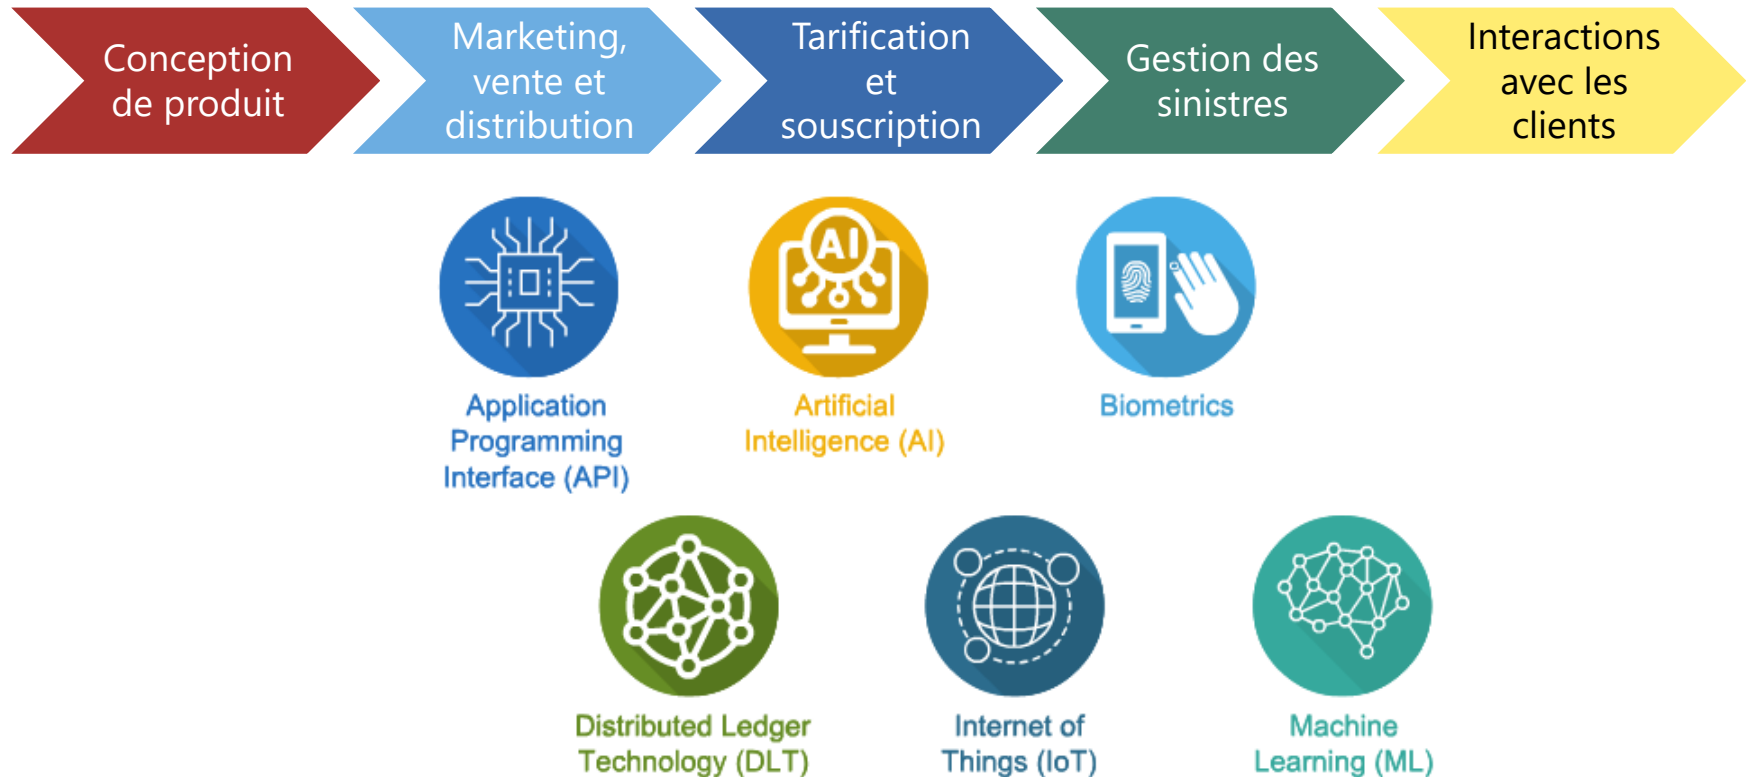 Conception
de produit
Marketing,
vente et
distribution
Tarification
et
souscription
Gestion des
sinistres
Interactions
avec les
clients
AI
Application
Programming
Interface (API)
Artificial
Intelligence (AI)
Biometrics
Distributed Ledger
Technology (DLT)
Internet of
Things (IoT)
Machine
Learning (ML)